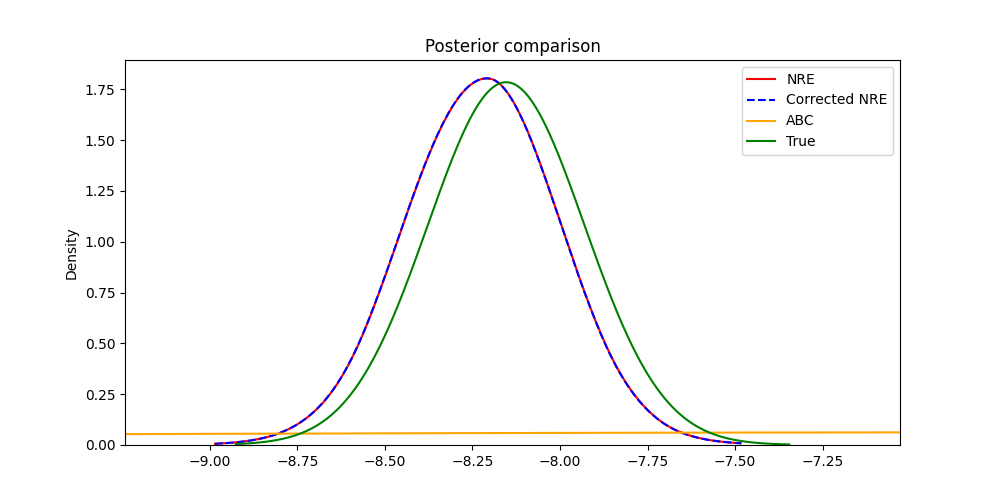 Posterior comparison
NRE
Corrected NRE
ABC
True
Density
1.75
1.50
1.25
1.00
0.75
0.50
0.25
0.00
−9.00 −8.75 −8.50 −8.25 −8.00 −7.75 −7.50 −7.25